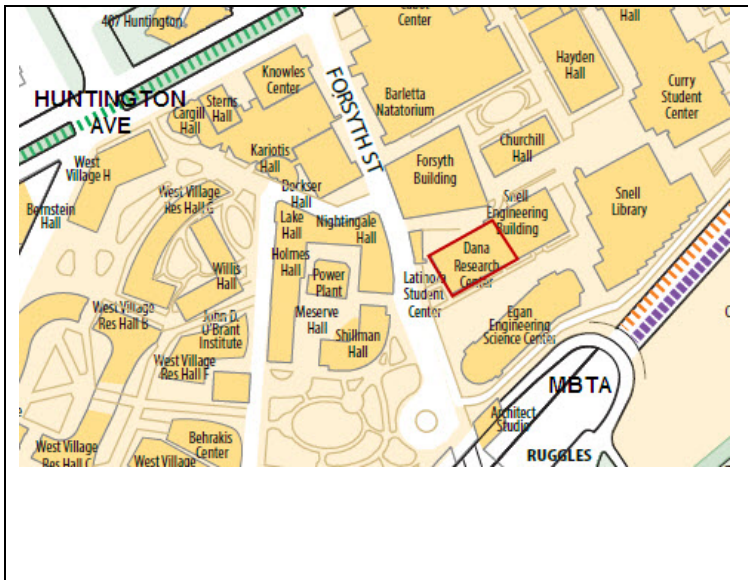 407 Huntington
Cabot
Center
Hall
Hayden
Hall
Knowles
Center
FORSYTH ST
HUNTINGTON
AVE
Sterns
Hall
Cargill
Hall
Barletta
Natatorium
Curry
Student
Center
Churchill
Hall
Kariotis
Hall
West
Village H
Forsyth
Building
Dockser
Hall
West Village
Res Hall G
Bernstein
Hall
Lake
Hall
Nightingale
Hall
Snell
Engineering
Building
Snell
Library
Holmes
Hall
Dana
Research
Center
Willis
Hall
Power
Plant
Latino/a
Student
Center
West Village
Res Hall B
Meserve
Hall
John D.
O'Brant
Institute
Shillman
Hall
Egan
Engineering
Science Center
West Village
Res Hall F
MBTA
Architect
Studio
Behrakis
Center
West Village
Res Hall C
West Village
RUGGLES